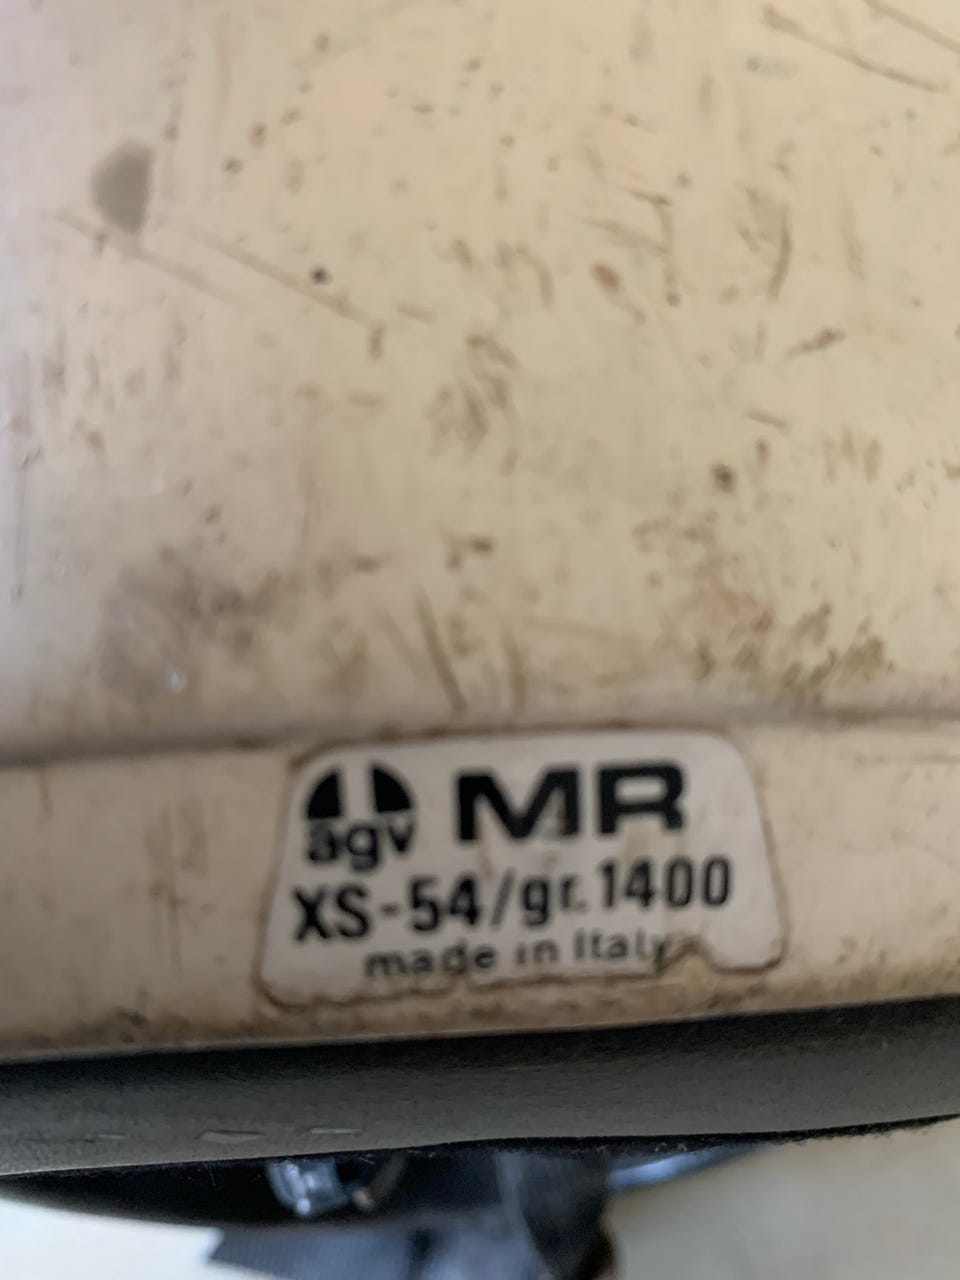 agv MR
XS-54/gr.1400
made in Italy